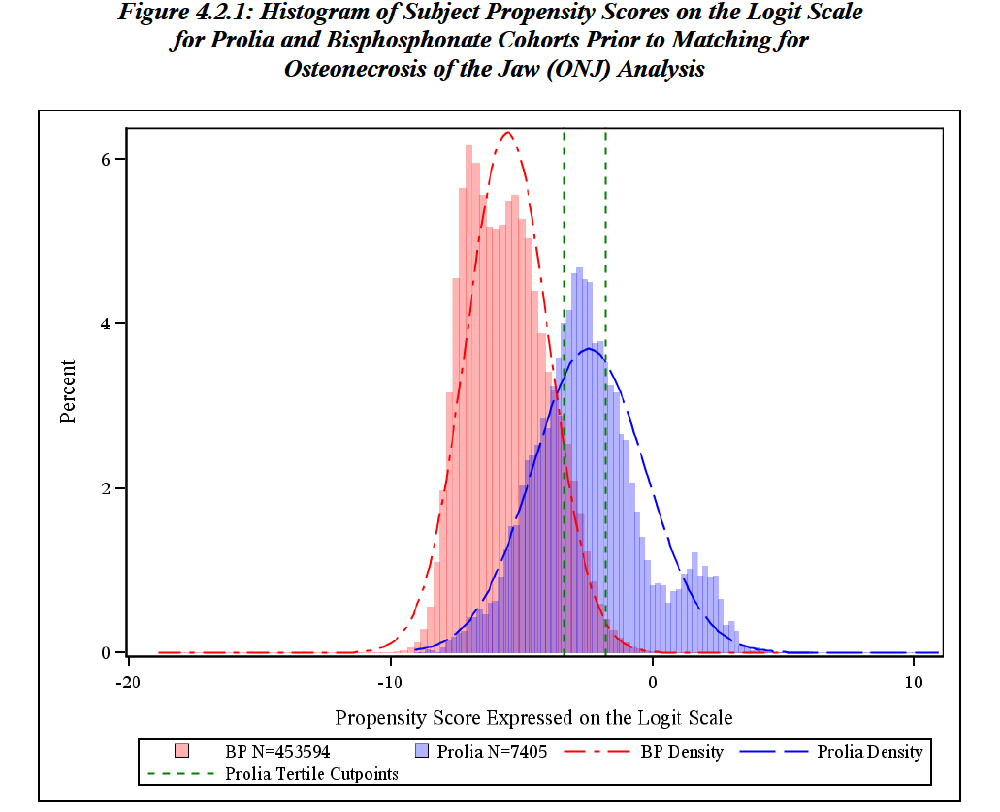 Figure 4.2.1: Histogram of Subject Propensity Scores on the Logit Scale
for Prolia and Bisphosphonate Cohorts Prior to Matching for
Osteonecrosis of the Jaw (ONJ) Analysis
6
4
2
0
Percent
-20 -10 0 10
Propensity Score Expressed on the Logit Scale
BP N=453594 Prolia N=7405 BP Density Prolia Density
Prolia Tertile Cutpoints